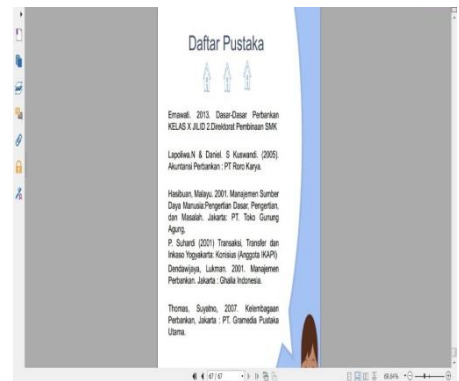 Daftar Pustaka
Ernawati. 2013. Dasar-Dasar Perbankan
KELAS X JILID 2.Direktorat Pembinaan SMK
Lapoliwa.N & Daniel. S Kuswandi. (2005).
Akuntansi Perbankan : PT Roro Karya.
Hasibuan, Malayu. 2001. Manajemen Sumber
Daya Manusia:Pengertian Dasar, Pengertian,
dan Masalah. Jakarta: PT. Toko Gunung
Agung,
P. Suhardi (2001) Transaksi, Transfer dan
Inkaso Yogyakarta: Konisius (Anggota IKAPI)
Dendawijaya, Lukman. 2001. Manajemen
Perbankan. Jakarta : Ghalia Indonesia.
Thomas, Suyatno, 2007. Kelembagaan
Perbankan, Jakarta : PT. Gramedia Pustaka
Utama.
67 / 67